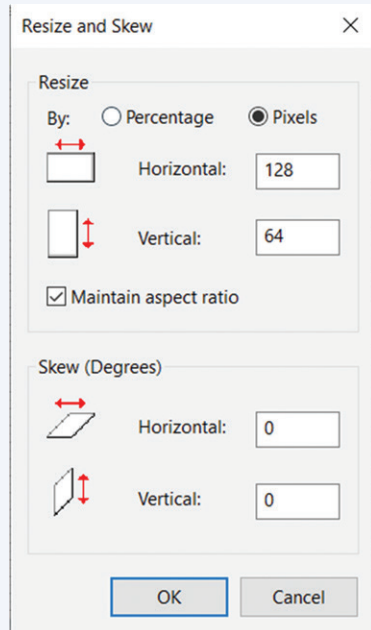 Resize and Skew
Resize
By: Percentage Pixels
Horizontal: 128
Vertical: 64
Maintain aspect ratio
Skew (Degrees)
Horizontal: 0
Vertical: 0
OK Cancel